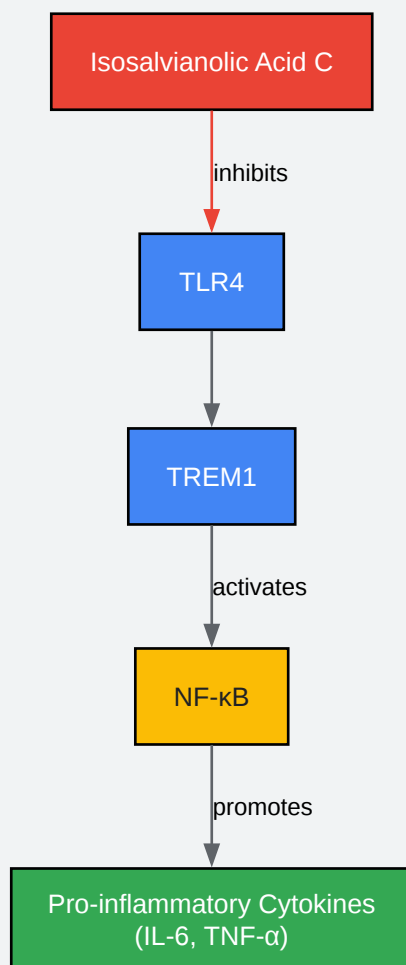 Isosalvianolic Acid C
inhibits
TLR4
TREM1
activates
NF-κB
promotes
Pro-inflammatory Cytokines
(IL-6, TNF-α)